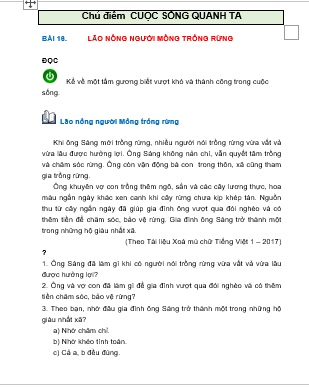 Chủ điểm CUỘC SỐNG QUANH TA
BÀI 16. LÃO NÔNG NGƯỜI MÔNG TRỒNG RỪNG
ĐỌC
Kể về một tấm gương biết vượt khó và thành công trong cuộc
sống.
Lão nông người Mông trồng rừng
Khi ông Sáng mới trồng rừng, nhiều người nói trồng rừng vừa vất và
vừa lâu được hưởng lợi. Ông Sáng không nản chí, vẫn quyết tâm trồng
và chăm sóc rừng. Ông còn vận động bà con trong thôn, xã cùng tham
gia trồng rừng.
Ông khuyên vợ con trồng thêm ngô, sắn và các cây lương thực, hoa
màu ngắn ngày khác xen canh khi cây rừng chưa kịp khép tán. Nguồn
thu từ cây ngắn ngày đã giúp gia đình ông vượt qua đói nghèo và có
thêm tiền để chăm sóc, bảo vệ rừng. Gia đình ông Sáng trở thành một
trong những hộ giàu nhất xã.
(Theo Tài liệu Xoá mù chữ Tiếng Việt 1 – 2017)
?
1. Ông Sáng đã làm gì khi có người nói trồng rừng vừa vất vả vừa lâu
được hưởng lợi?
2. Ông và vợ con đã làm gì để gia đình vượt qua đói nghèo và có thêm
tiền chăm sóc, bảo vệ rừng?
3. Theo bạn, nhờ đâu gia đình ông Sáng trở thành một trong những hộ
giàu nhất xã?
a) Nhờ chăm chỉ.
b) Nhờ khéo tính toán.
c) Cả a, b đều đúng.